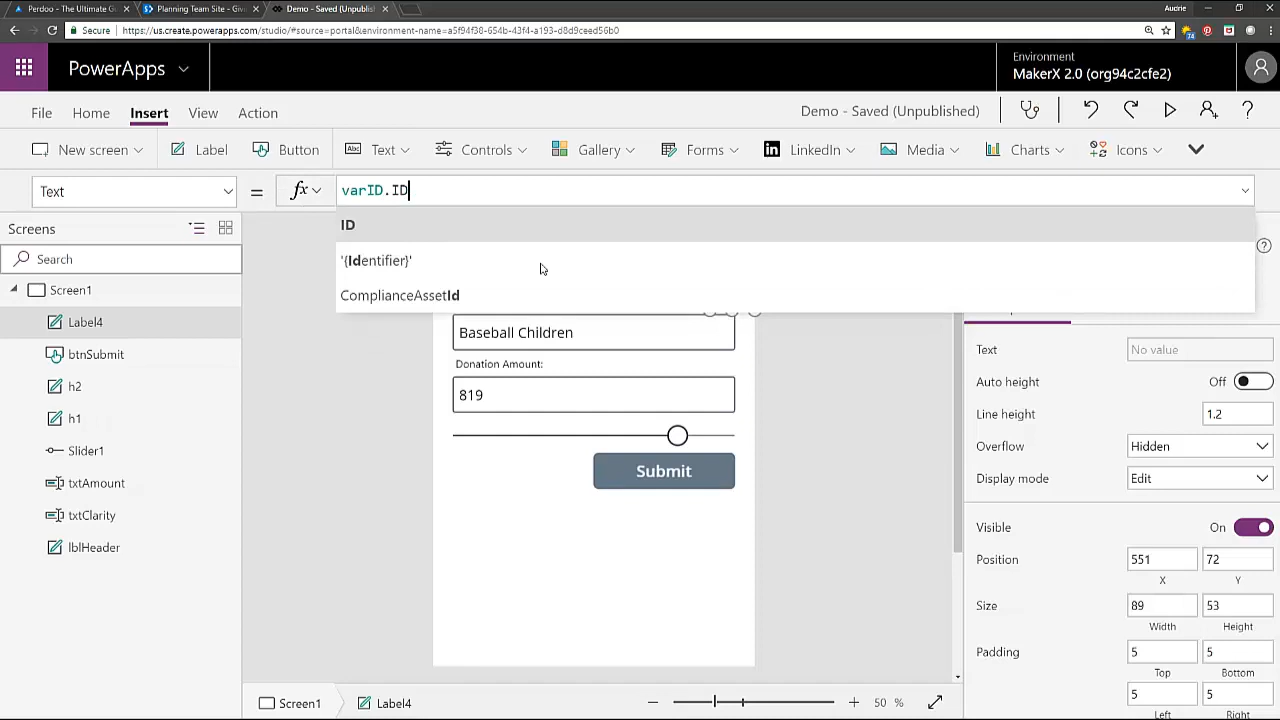 Perdoo - The Ultimate Gu
Planning Team Site - Givi
Demo - Saved (Unpublish
Audrie
Secure
https://us.create.powerapps.com/studio/#source=portal&environment-name=a5f94f38-654b-43f4-a193-d8d9ceed56b0
PowerApps
Environment
MakerX 2.0 (org94c2cfe2)
File
Home
Insert
View
Action
Demo - Saved (Unpublished)
New screen
Label
Button
Text
Controls
Gallery
Forms
LinkedIn
Media
Charts
Icons
Text
=
fx
varID.ID
Screens
ID
'{Identifier}'
ComplianceAssetId
Search
Screen1
Label4
btnSubmit
h2
h1
Slider1
txtAmount
txtClarity
lblHeader
Baseball Children
Donation Amount:
819
Submit
Text
No value
Auto height
Off
Line height
1.2
Overflow
Hidden
Display mode
Edit
Visible
On
Position
551
72
X
Y
Size
89
53
Width
Height
Padding
5
5
Top
Bottom
5
5
Left
Right
Screen1
Label4
50 %